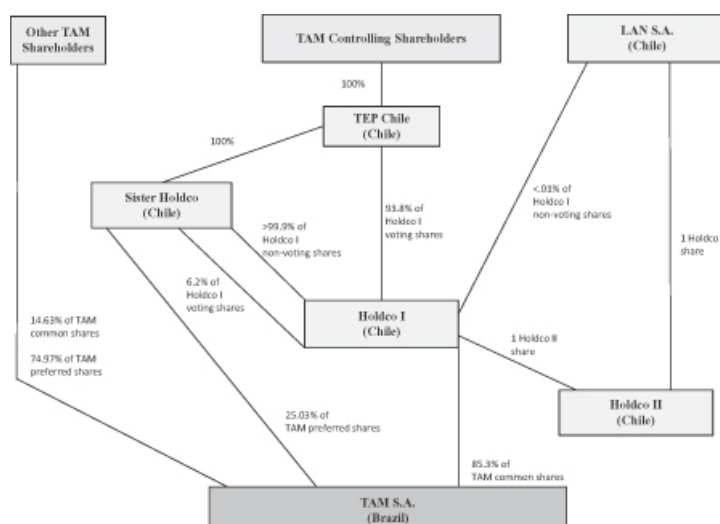 Other TAM
Shareholders
TAM Controlling Shareholders
LAN S.A.
(Chile)
100%
TEP Chile
(Chile)
100%
Sister Holdco
(Chile)
>99.9% of
Holdco I
non-voting shares
93.8% of
Holdco I
voting shares
<.01% of
Holdco I
non-voting shares
1 Holdco
share
6.2% of
Holdco I
voting shares
Holdco I
(Chile)
14.63% of TAM
common shares
74.97% of TAM
preferred shares
1 Holdco II
share
Holdco II
(Chile)
25.03% of
TAM preferred shares
85.3% of
TAM common shares
TAM S.A.
(Brazil)